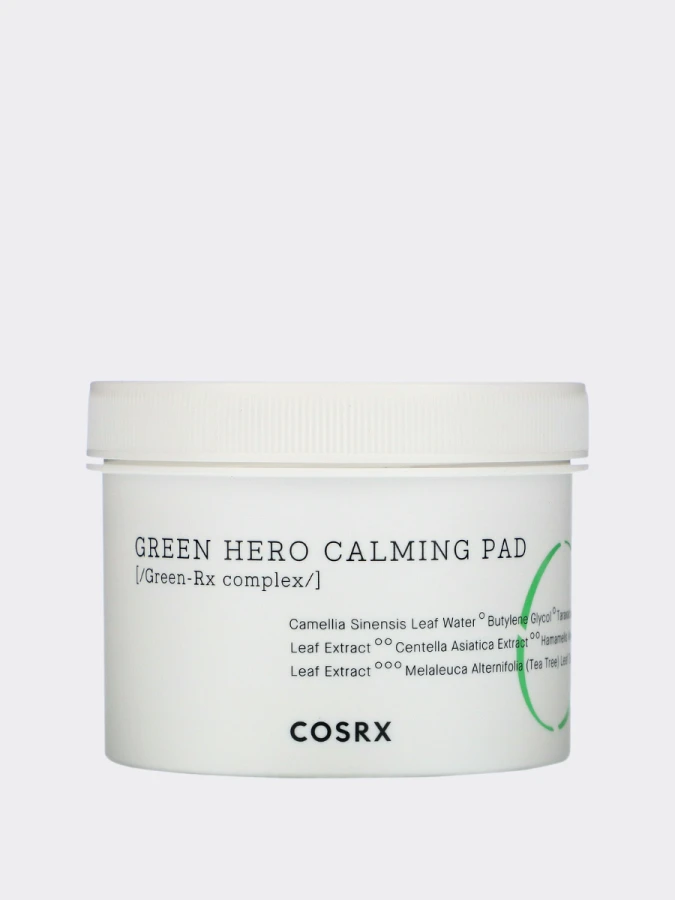 GREEN HERO CALMING PAD
[/Green-Rx complex/]
Camellia Sinensis Leaf Water ° Butylene Glycol °
Leaf Extract °° Centella Asiatica Extract °° Hamamelis
Leaf Extract °°° Melaleuca Alternifolia (Tea Tree) Leaf
COSRX